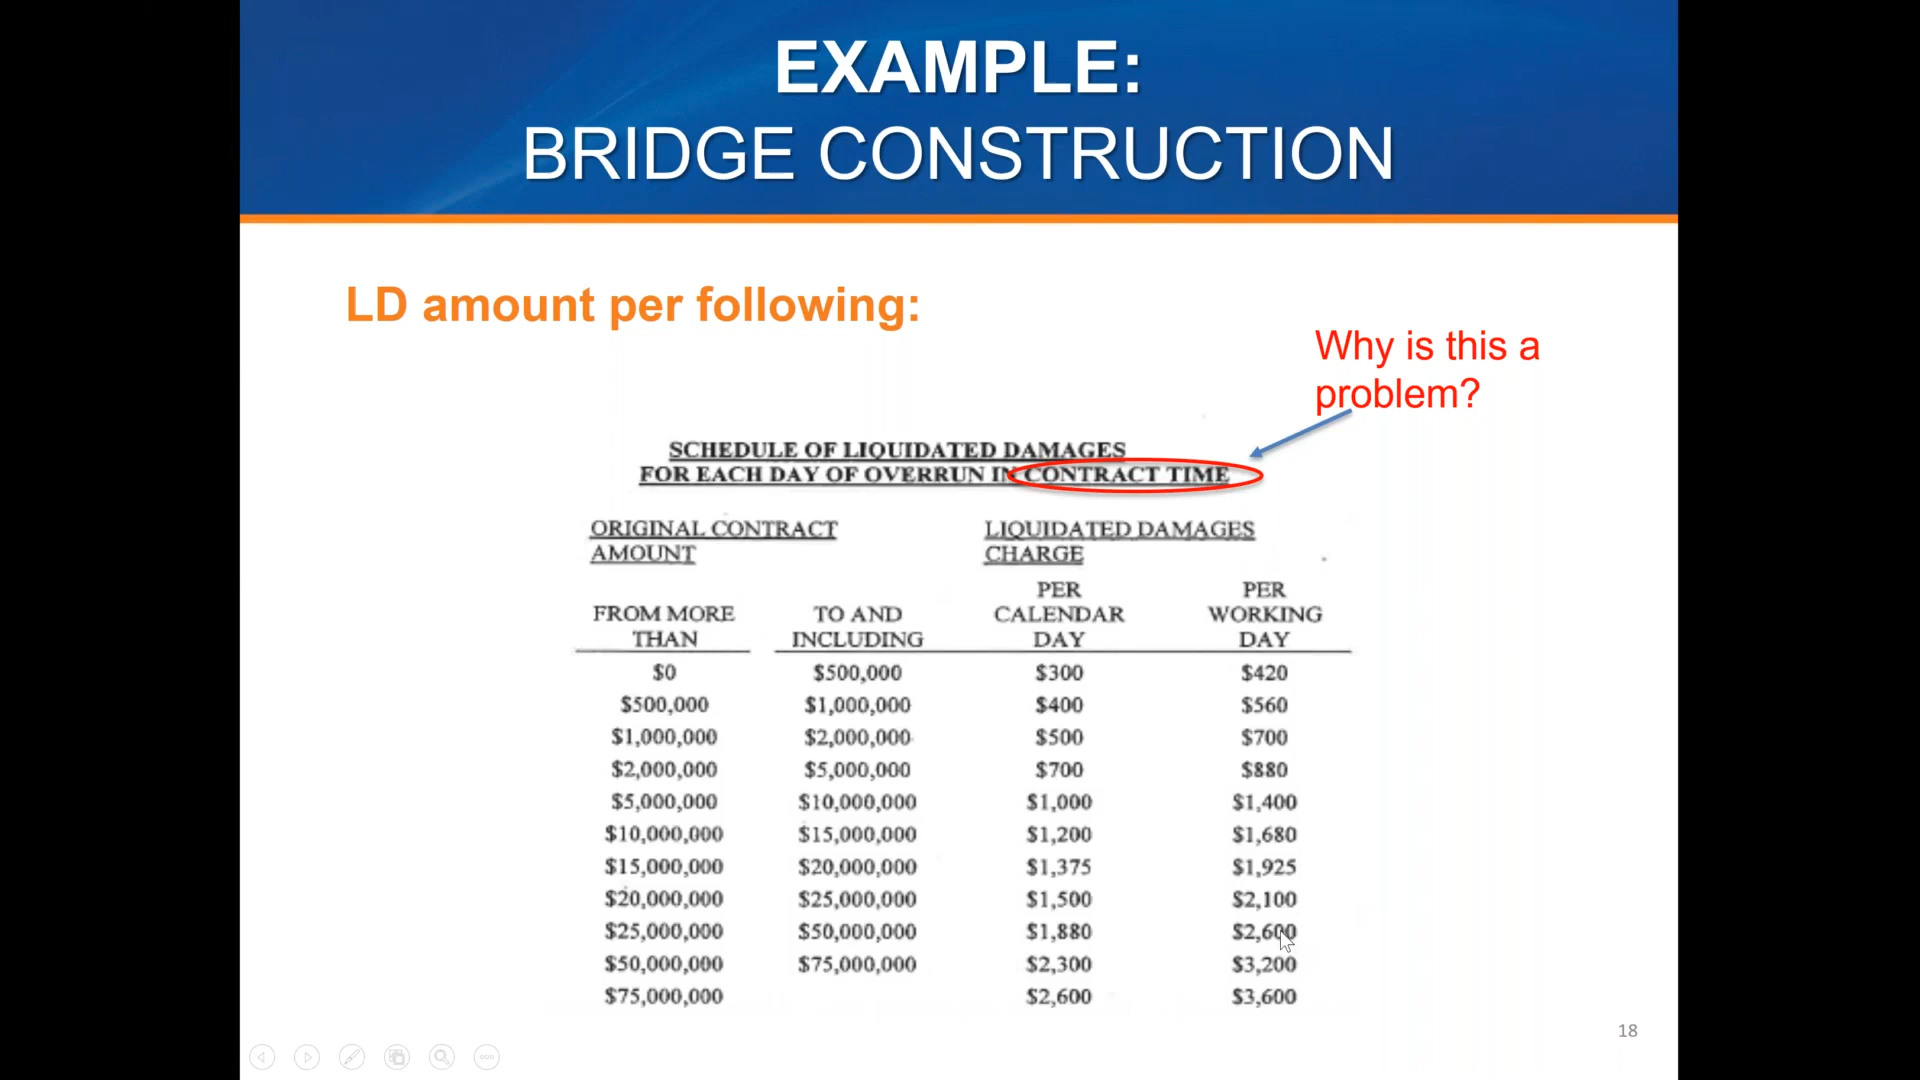 EXAMPLE:
BRIDGE CONSTRUCTION
LD amount per following:
Why is this a
problem?
SCHEDULE OF LIQUIDATED DAMAGES
FOR EACH DAY OF OVERRUN IN CONTRACT TIME
ORIGINAL CONTRACT
AMOUNT
LIQUIDATED DAMAGES
CHARGE
FROM MORE
THAN
TO AND
INCLUDING
PER
CALENDAR
DAY
PER
WORKING
DAY
$0 $500,000 $300 $420
$500,000 $1,000,000 $400 $560
$1,000,000 $2,000,000 $500 $700
$2,000,000 $5,000,000 $700 $880
$5,000,000 $10,000,000 $1,000 $1,400
$10,000,000 $15,000,000 $1,200 $1,680
$15,000,000 $20,000,000 $1,375 $1,925
$20,000,000 $25,000,000 $1,500 $2,100
$25,000,000 $50,000,000 $1,880 $2,600
$50,000,000 $75,000,000 $2,300 $3,200
$75,000,000 $2,600 $3,600
18